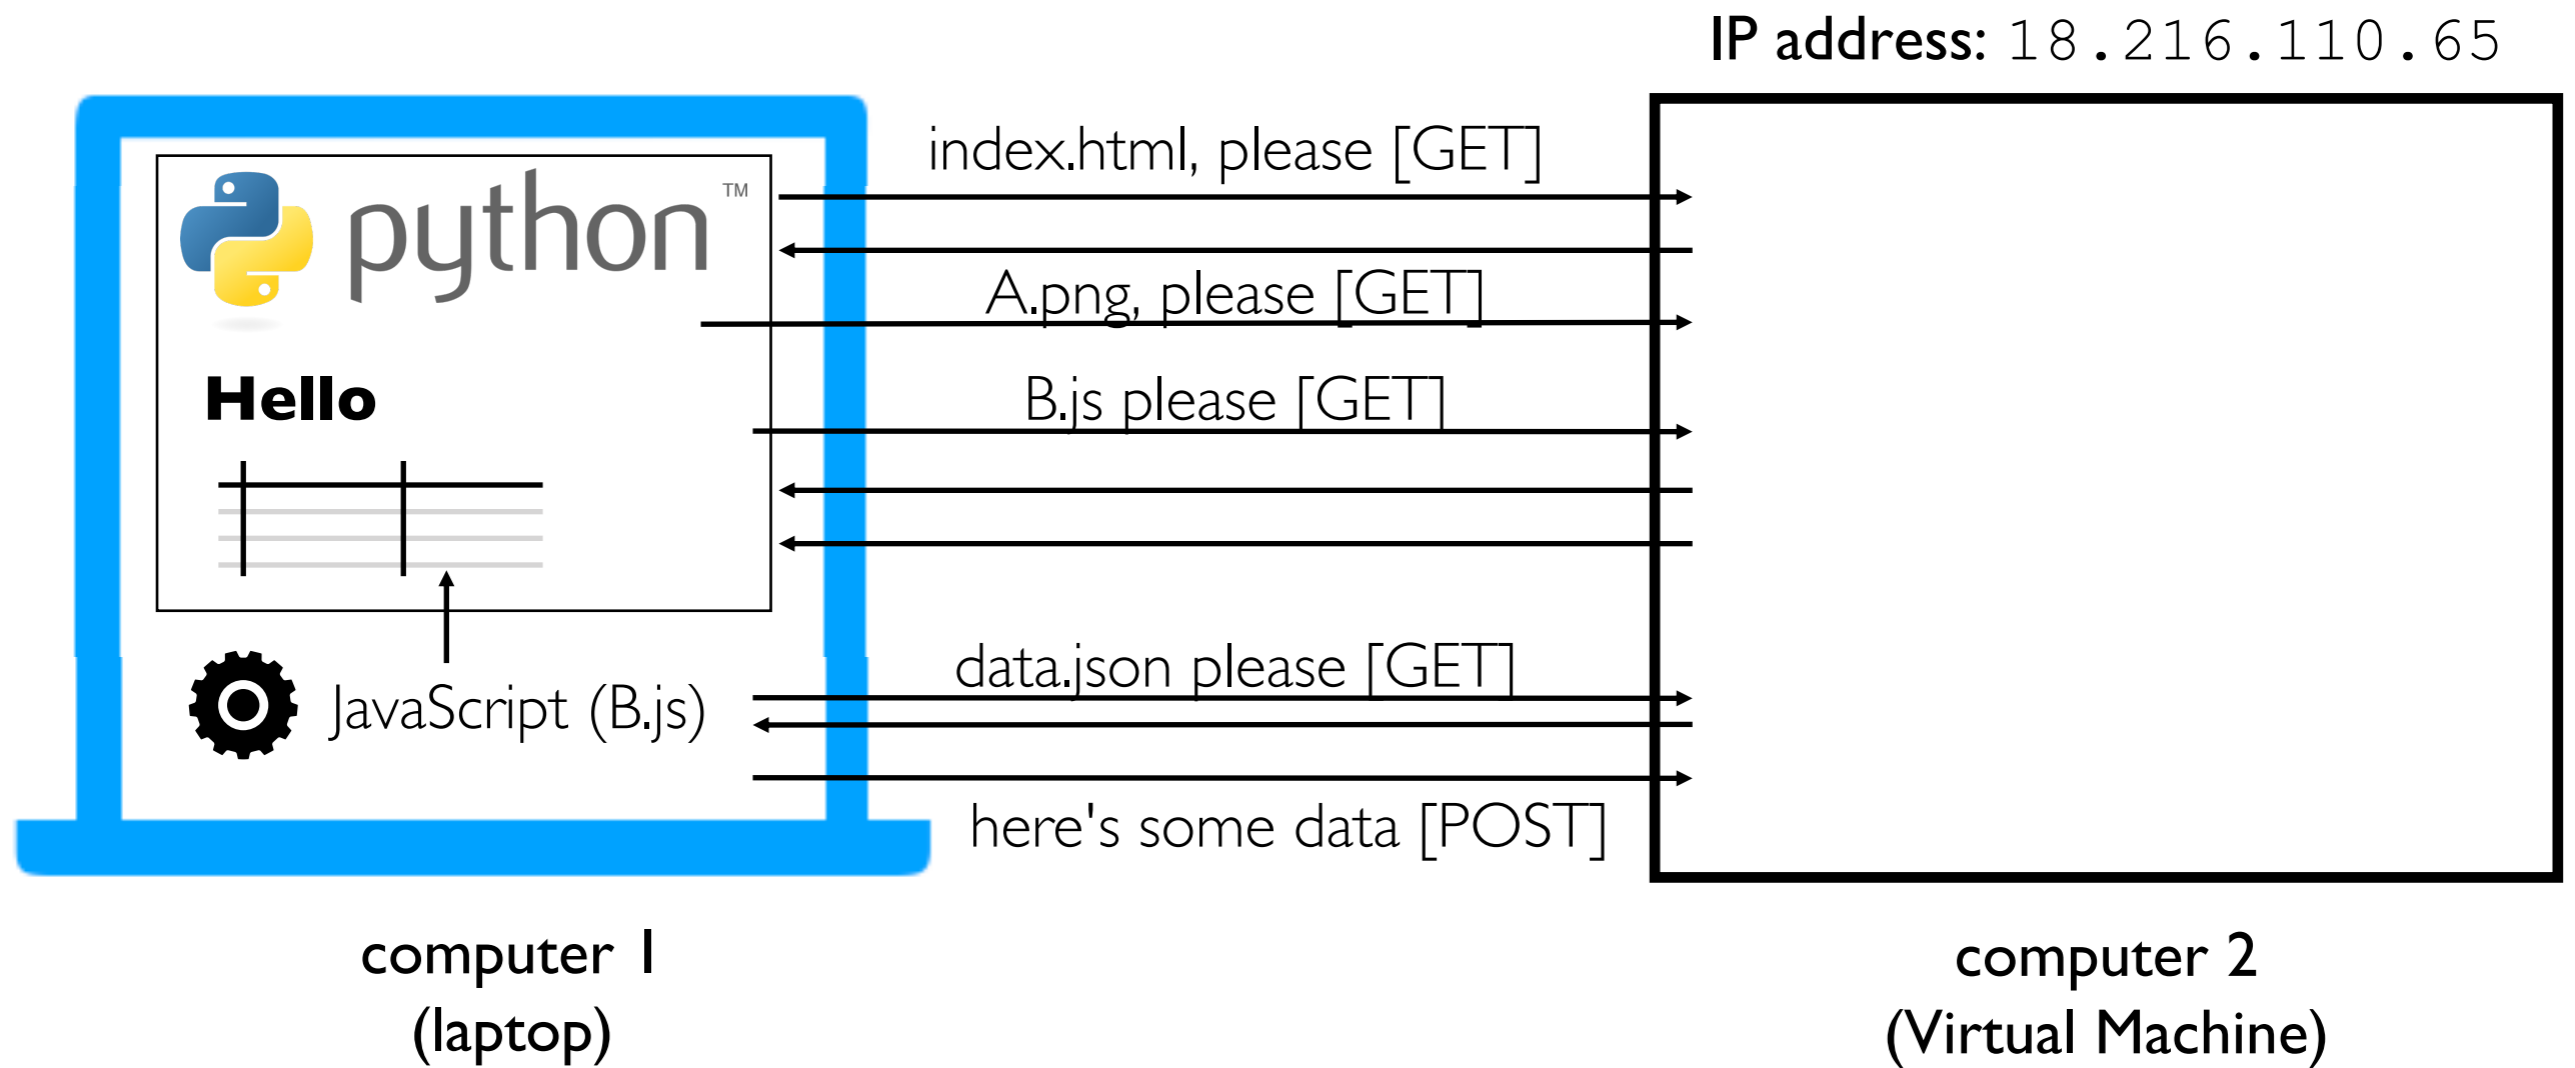 IP address: 18.216.110.65
python™
Hello
JavaScript (B.js)
index.html, please [GET]
A.png, please [GET]
B.js please [GET]
data.json please [GET]
here's some data [POST]
computer 1
(laptop)
computer 2
(Virtual Machine)